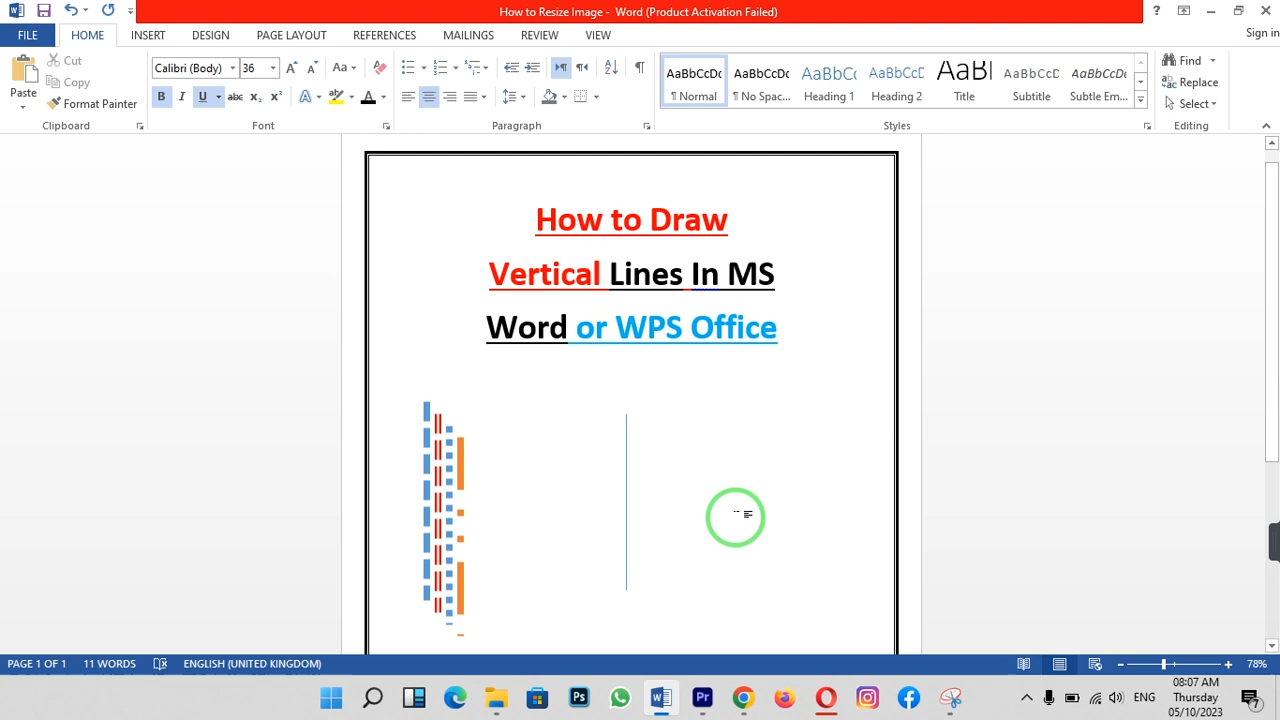 How to Resize Image - Word (Product Activation Failed)
?
FILE HOME INSERT DESIGN PAGE LAYOUT REFERENCES MAILINGS REVIEW VIEW Sign in
Paste
Cut
Copy
Format Painter
Clipboard
Calibri (Body) 36
Font
Paragraph
AaBbCcDc AaBbCcDc AaBbC AaBbCcD AaB AaBbCcD AaBbCcDc
¶ Normal ¶ No Spac... Heading 1 Heading 2 Title Subtitle Subtle Em...
Styles
Find
Replace
Select
Editing
How to Draw
Vertical Lines In MS
Word or WPS Office
PAGE 1 OF 1 11 WORDS ENGLISH (UNITED KINGDOM) 78%
ENG
08:07 AM
Thursday
05/10/2023
7